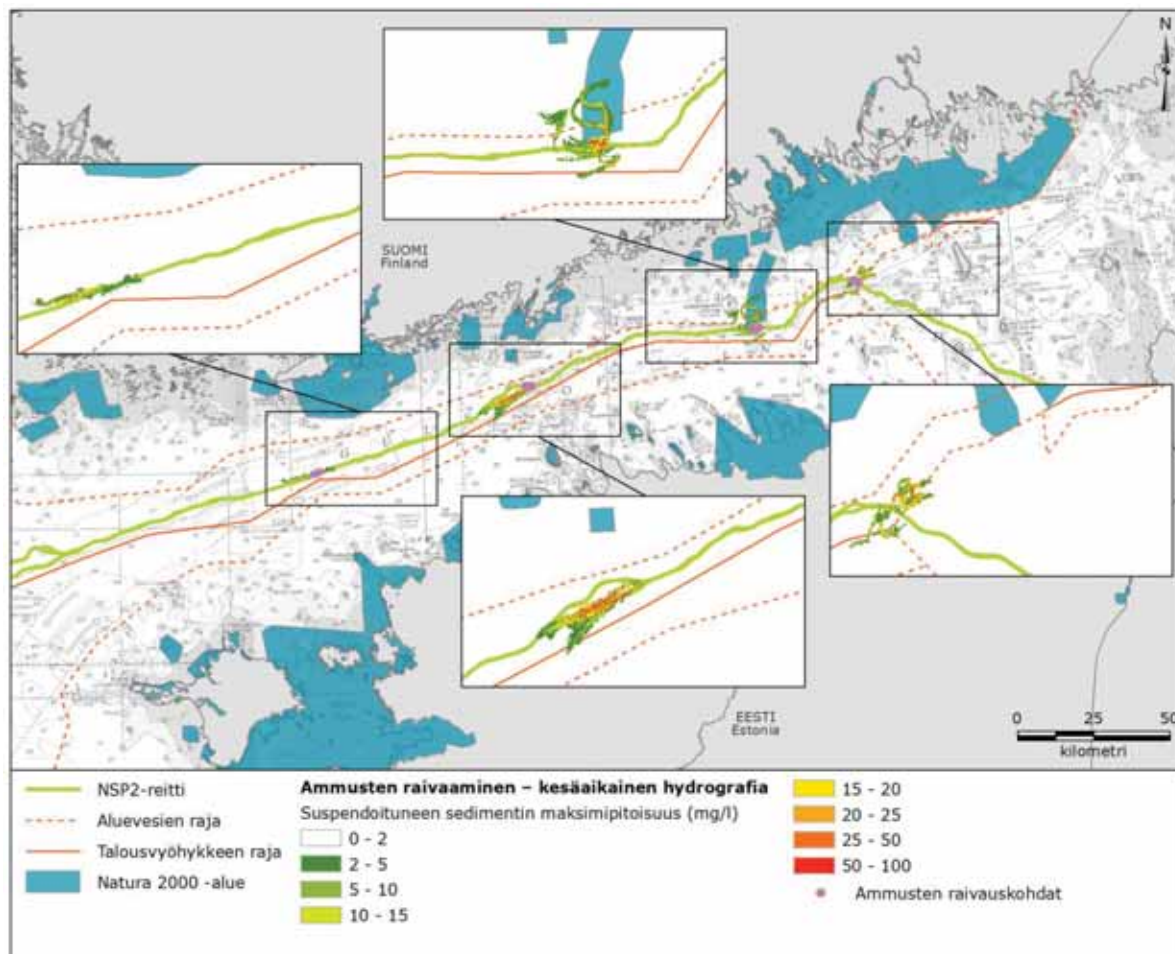 N
SUOMI
Finland
EESTI
Estonia
0 25 50
kilometri
NSP2-reitti
Aluevesien raja
Talousvyöhykkeen raja
Natura 2000 -alue
Ammusten raivaaminen – kesäaikainen hydrografia
Suspendoituneen sedimentin maksimipitoisuus (mg/l)
0 - 2
2 - 5
5 - 10
10 - 15
15 - 20
20 - 25
25 - 50
50 - 100
Ammusten raivauskohdat